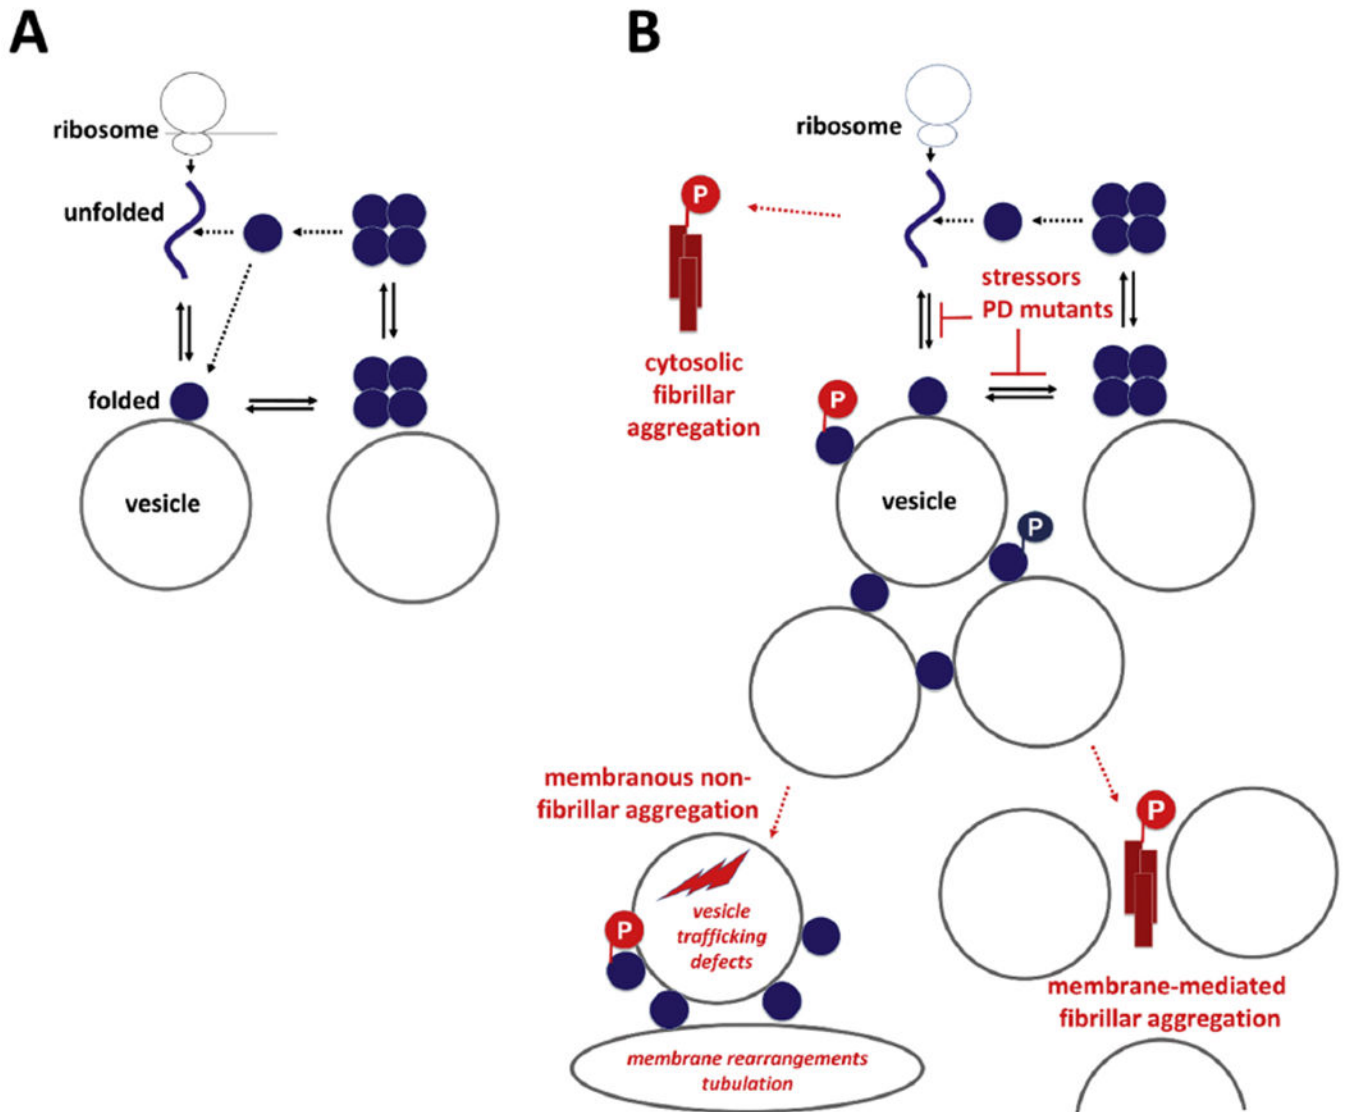 A
ribosome
unfolded
folded
vesicle
B
ribosome
P
stressors
PD mutants
cytosolic
fibrillar
aggregation
P
vesicle
P
membranous non-
fibrillar aggregation
P
vesicle
trafficking
defects
P
membrane-mediated
fibrillar aggregation
membrane rearrangements
tubulation